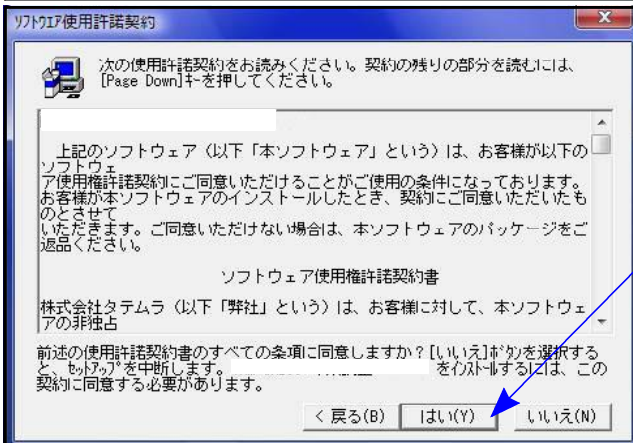 ソフトウェア使用許諾契約
次の使用許諾契約をお読みください。契約の残りの部分を読むには、
[Page Down]キーを押してください。
上記のソフトウェア（以下「本ソフトウェア」という）は、お客様が以下の
ソフトウェ
ア使用権許諾契約にご同意いただけることがご使用の条件になっております。
お客様が本ソフトウェアのインストールしたとき、契約にご同意いただいたも
のとさせて
いただきます。ご同意いただけない場合は、本ソフトウェアのパッケージをご
返品ください。
ソフトウェア使用権許諾契約書
株式会社タテムラ（以下「弊社」という）は、お客様に対して、本ソフトウェ
アの非独占
前述の使用許諾契約書のすべての条項に同意しますか？[いいえ]ボタンを選択する
と、セットアップを中断します。 をインストールするには、この
契約に同意する必要があります。
< 戻る(B)
はい(Y)
いいえ(N)